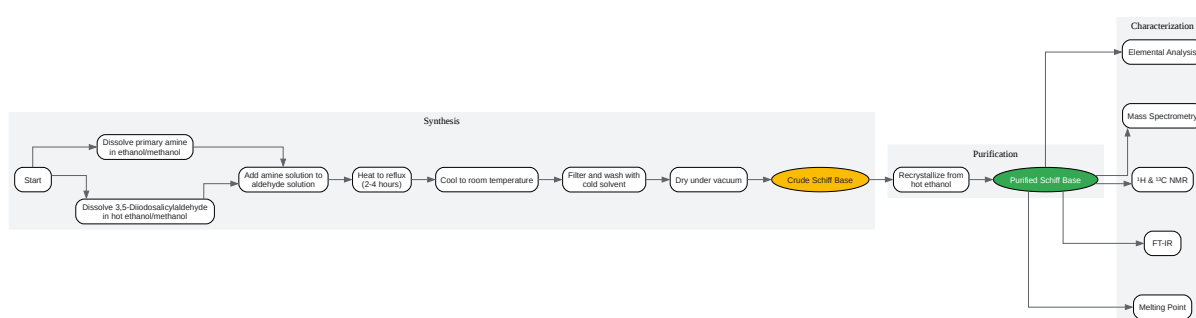 Synthesis
Start
Dissolve primary amine
in ethanol/methanol
Dissolve 3,5-Diiodosalicylaldehyde
in hot ethanol/methanol
Add amine solution to
aldehyde solution
Heat to reflux
(2-4 hours)
Cool to room temperature
Filter and wash with
cold solvent
Dry under vacuum
Crude Schiff Base
Purification
Recrystallize from
hot ethanol
Purified Schiff Base
Characterization
Elemental Analysis
Mass Spectrometry
¹H & ¹³C NMR
FT-IR
Melting Point